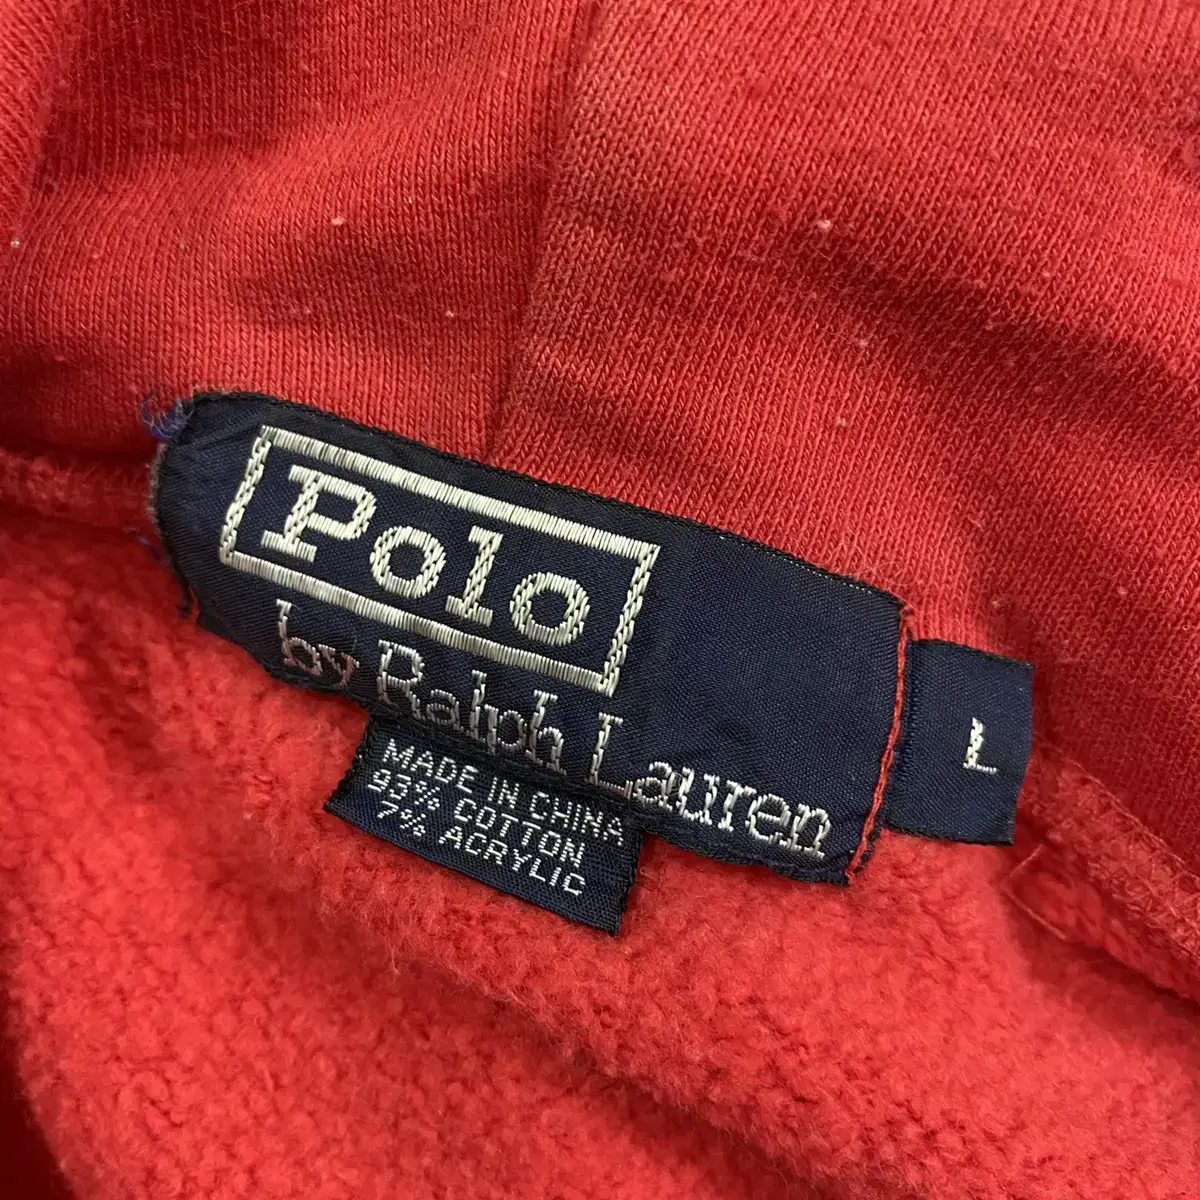 Polo
by Ralph Lauren
L
MADE IN CHINA
93% COTTON
7% ACRYLIC